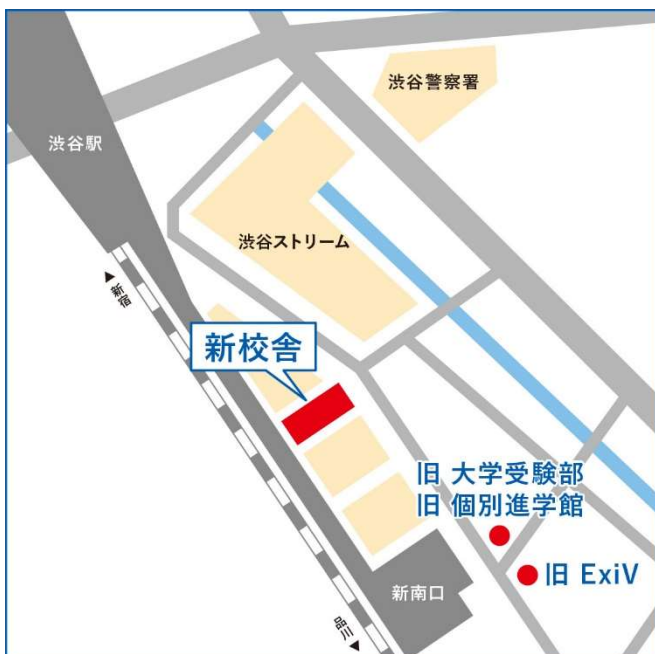 渋谷警察署
渋谷駅
渋谷ストリーム
▲
新宿
新校舎
旧 大学受験部
旧 個別進学館
旧 ExiV
新南口
品川
▼